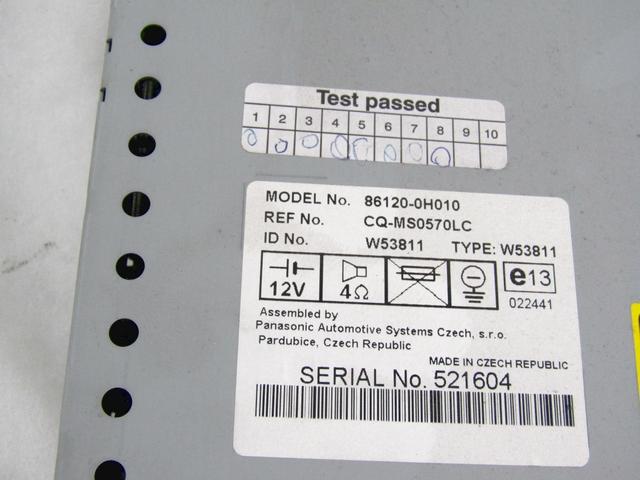 Test passed
1 2 3 4 5 6 7 8 9 10
MODEL No. 86120-0H010
REF No. CQ-MS0570LC
ID No. W53811 TYPE: W53811
12V 4Ω e13
022441
Assembled by
Panasonic Automotive Systems Czech, s.r.o.
Pardubice, Czech Republic
MADE IN CZECH REPUBLIC
SERIAL No. 521604